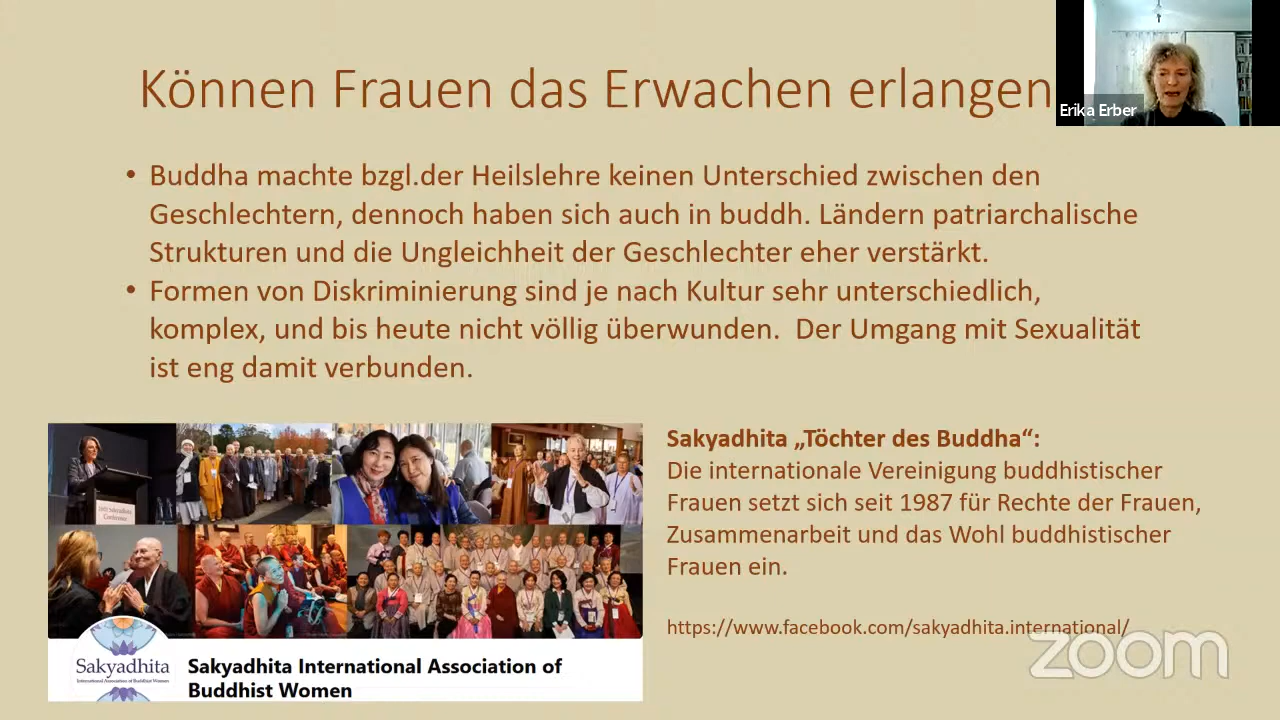 Können Frauen das Erwachen erlangen
Erika Erber
• Buddha machte bzgl.der Heilslehre keinen Unterschied zwischen den
Geschlechtern, dennoch haben sich auch in buddh. Ländern patriarchalische
Strukturen und die Ungleichheit der Geschlechter eher verstärkt.
• Formen von Diskriminierung sind je nach Kultur sehr unterschiedlich,
komplex, und bis heute nicht völlig überwunden. Der Umgang mit Sexualität
ist eng damit verbunden.
Sakyadhita „Töchter des Buddha“:
Die internationale Vereinigung buddhistischer
Frauen setzt sich seit 1987 für Rechte der Frauen,
Zusammenarbeit und das Wohl buddhistischer
Frauen ein.
https://www.facebook.com/sakyadhita.international/
Sakyadhita
International Association of Buddhist Women
Sakyadhita International Association of
Buddhist Women
zoom